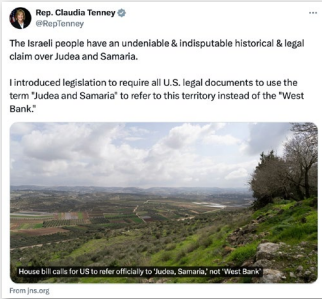 Rep. Claudia Tenney
@RepTenney
The Israeli people have an undeniable & indisputable historical & legal
claim over Judea and Samaria.
I introduced legislation to require all U.S. legal documents to use the
term "Judea and Samaria" to refer to this territory instead of the "West
Bank."
House bill calls for US to refer officially to 'Judea, Samaria,' not 'West Bank'
From jns.org